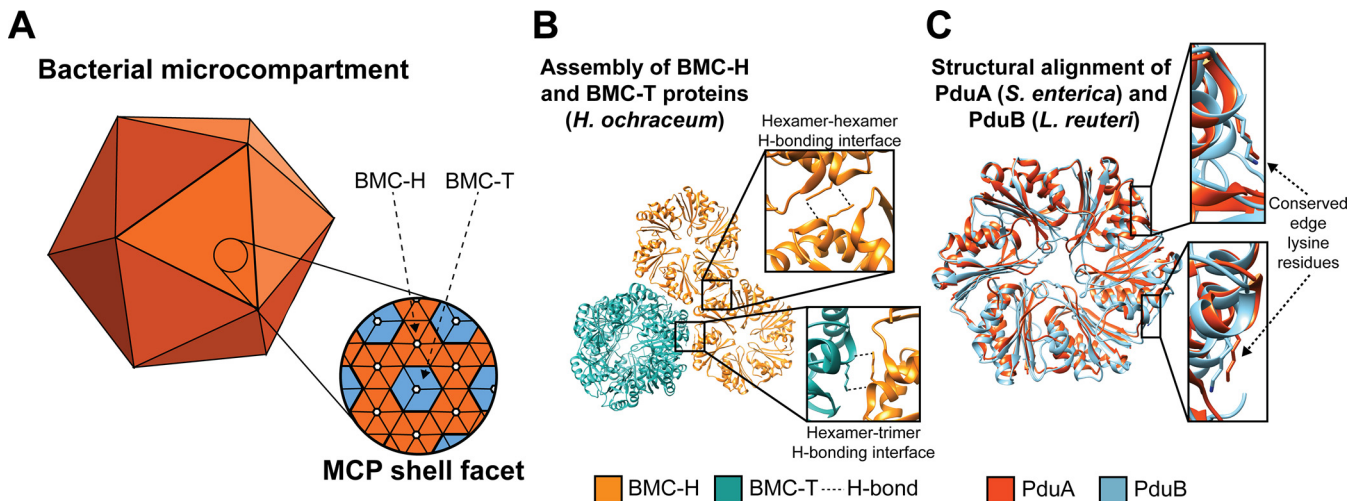 A
Bacterial microcompartment
BMC-H
BMC-T
MCP shell facet
B
Assembly of BMC-H
and BMC-T proteins
(H. ochraceum)
Hexamer-hexamer
H-bonding interface
Hexamer-trimer
H-bonding interface
BMC-H
BMC-T
H-bond
C
Structural alignment of
PduA (S. enterica) and
PduB (L. reuteri)
Conserved
edge
lysine
residues
PduA
PduB